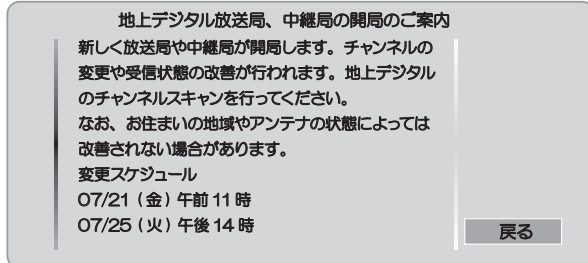 地上デジタル放送局、中継局の開局のご案内
新しく放送局や中継局が開局します。チャンネルの
変更や受信状態の改善が行われます。地上デジタル
のチャンネルスキャンを行ってください。
なお、お住まいの地域やアンテナの状態によっては
改善されない場合があります。
変更スケジュール
07/21（金）午前 11 時
07/25（火）午後 14 時
戻る